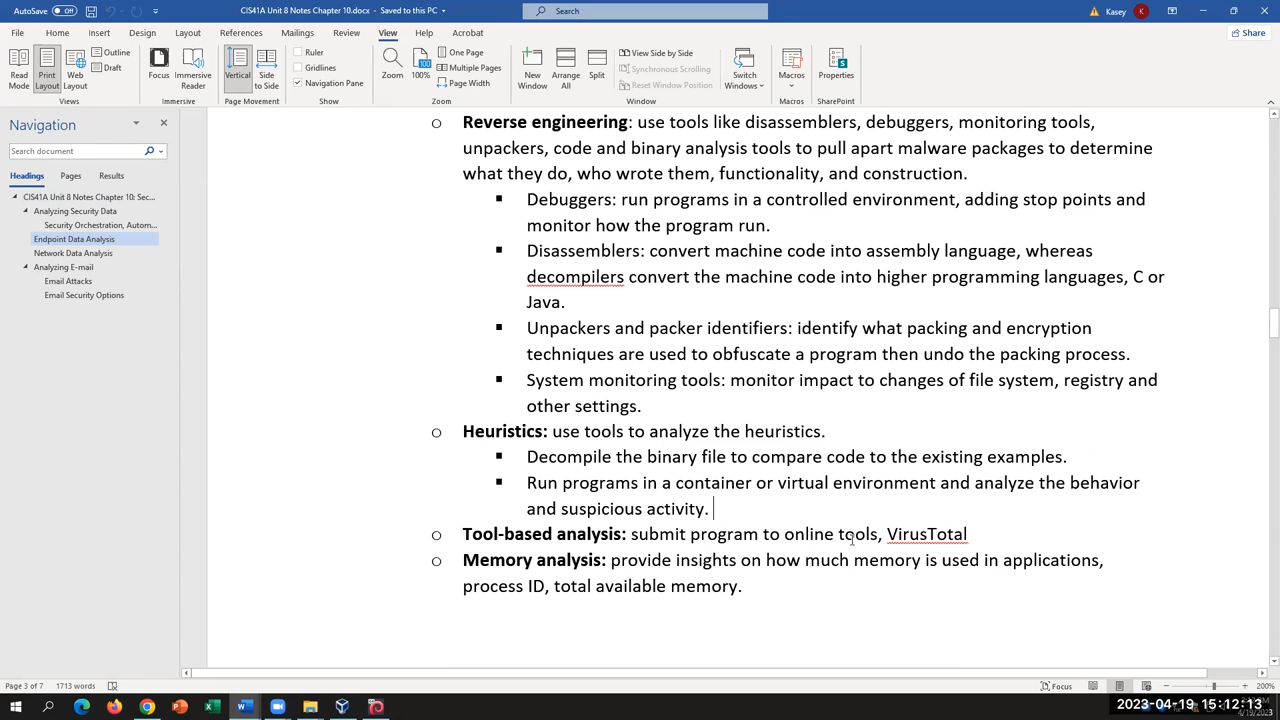 AutoSave Off CIS41A Unit 8 Notes Chapter 10.docx - Saved to this PC Search Kasey K
File Home Insert Design Layout References Mailings Review View Help Acrobat Share
Read Mode Print Layout Web Layout Outline Draft Focus Immersive Reader Vertical Side to Side Ruler Gridlines Navigation Pane Zoom 100% One Page Multiple Pages Page Width New Window Arrange All Split View Side by Side Synchronous Scrolling Reset Window Position Switch Windows Macros Properties
Views Immersive Page Movement Show Zoom Window Macros SharePoint
Navigation
Search document
Headings Pages Results
CIS41A Unit 8 Notes Chapter 10: Sec...
Analyzing Security Data
Security Orchestration, Autom...
Endpoint Data Analysis
Network Data Analysis
Analyzing E-mail
Email Attacks
Email Security Options
o Reverse engineering: use tools like disassemblers, debuggers, monitoring tools,
unpackers, code and binary analysis tools to pull apart malware packages to determine
what they do, who wrote them, functionality, and construction.
▪ Debuggers: run programs in a controlled environment, adding stop points and
monitor how the program run.
▪ Disassemblers: convert machine code into assembly language, whereas
decompilers convert the machine code into higher programming languages, C or
Java.
▪ Unpackers and packer identifiers: identify what packing and encryption
techniques are used to obfuscate a program then undo the packing process.
▪ System monitoring tools: monitor impact to changes of file system, registry and
other settings.
o Heuristics: use tools to analyze the heuristics.
▪ Decompile the binary file to compare code to the existing examples.
▪ Run programs in a container or virtual environment and analyze the behavior
and suspicious activity.
o Tool-based analysis: submit program to online tools, VirusTotal
o Memory analysis: provide insights on how much memory is used in applications,
process ID, total available memory.
Page 3 of 7 1713 words Focus 200%
2023-04-19 15:12:13
4/19/2023